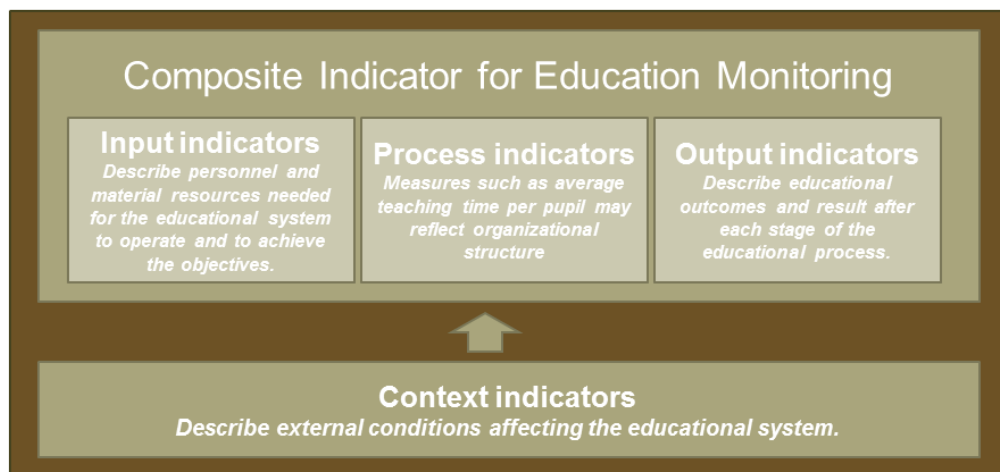 Composite Indicator for Education Monitoring
Input indicators
Describe personnel and
material resources needed
for the educational system
to operate and to achieve
the objectives.
Process indicators
Measures such as average
teaching time per pupil may
reflect organizational
structure
Output indicators
Describe educational
outcomes and result after
each stage of the
educational process.
Context indicators
Describe external conditions affecting the educational system.